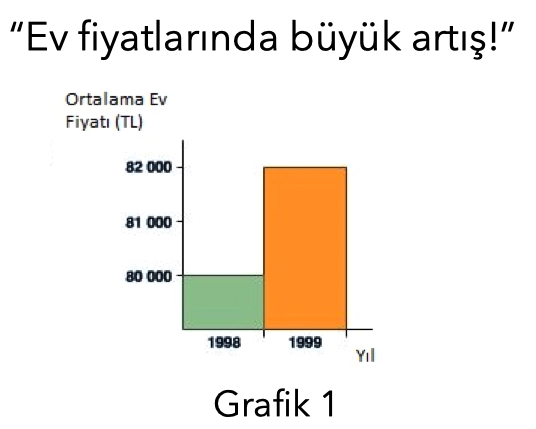 “Ev fiyatlarında büyük artış!”
Ortalama Ev
Fiyatı (TL)
82 000
81 000
80 000
1998 1999
Yıl
Grafik 1